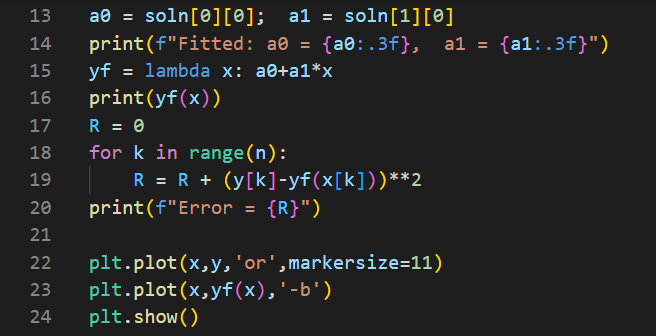 13 a0 = soln[0][0]; a1 = soln[1][0]
14 print(f"Fitted: a0 = {a0:.3f}, a1 = {a1:.3f}")
15 yf = lambda x: a0+a1*x
16 print(yf(x))
17 R = 0
18 for k in range(n):
19     R = R + (y[k]-yf(x[k]))**2
20 print(f"Error = {R}")
21
22 plt.plot(x,y,'or',markersize=11)
23 plt.plot(x,yf(x),'-b')
24 plt.show()